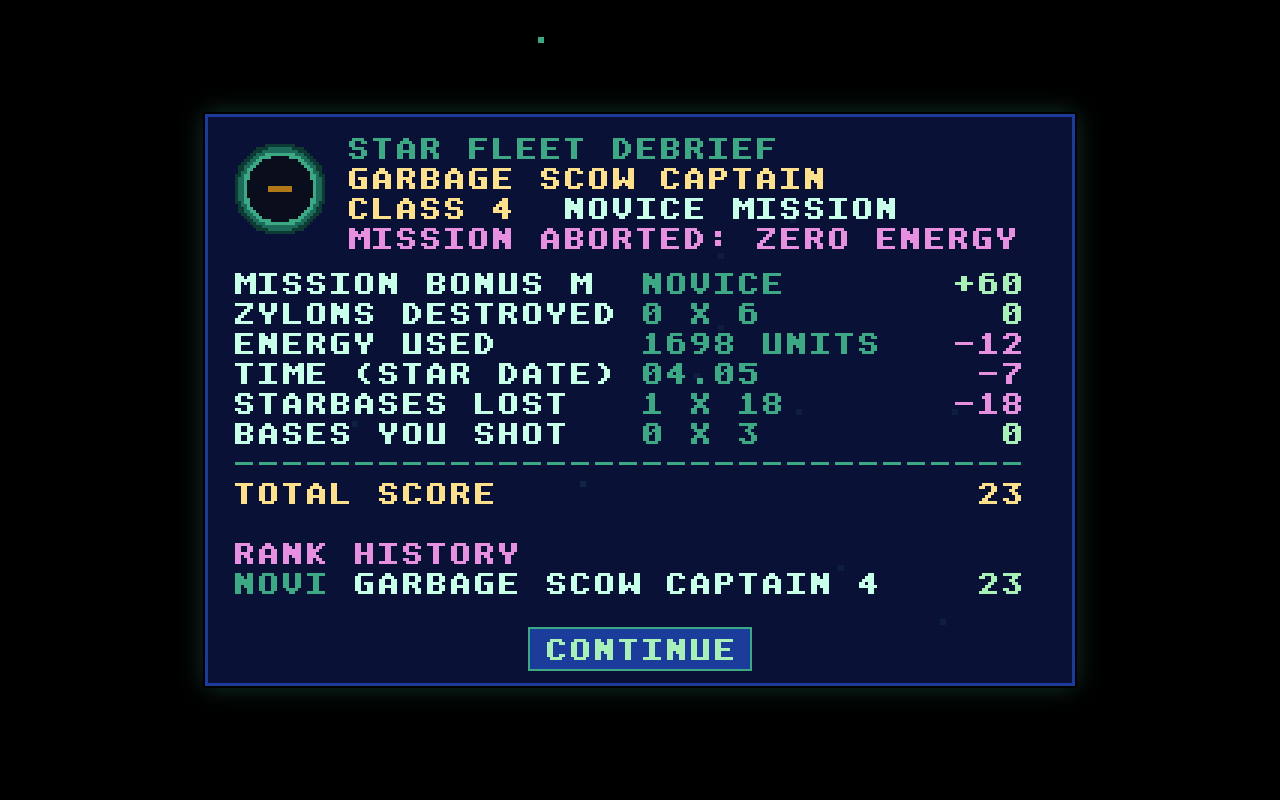 STAR FLEET DEBRIEF
GARBAGE SCOW CAPTAIN
CLASS 4 NOVICE MISSION
MISSION ABORTED: ZERO ENERGY
MISSION BONUS M NOVICE +60
ZYLONS DESTROYED 0 X 6 0
ENERGY USED 1698 UNITS -12
TIME (STAR DATE) 04.05 -7
STARBASES LOST 1 X 18 -18
BASES YOU SHOT 0 X 3 0
---------------------------------
TOTAL SCORE 23
RANK HISTORY
NOVI GARBAGE SCOW CAPTAIN 4 23
CONTINUE